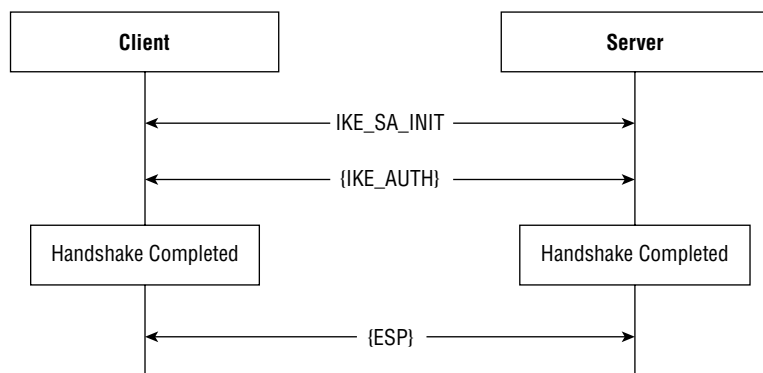 Client
Server
IKE_SA_INIT
{IKE_AUTH}
Handshake Completed
Handshake Completed
{ESP}